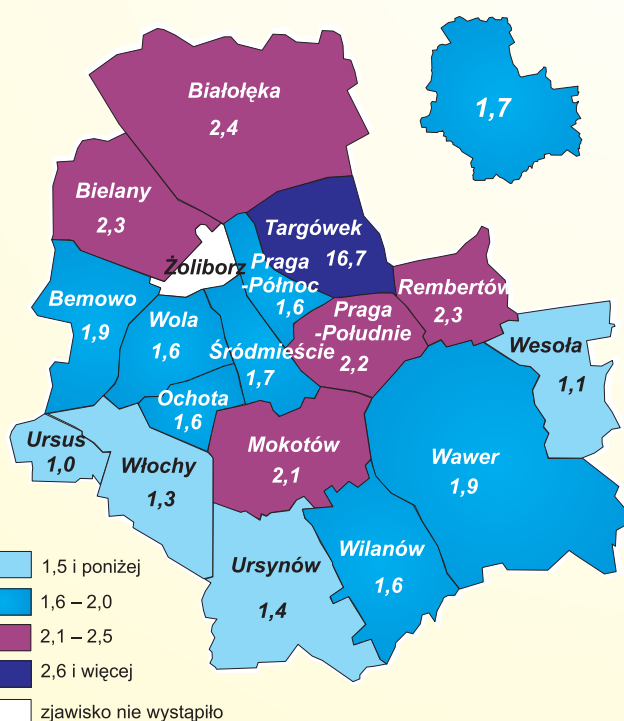 Białołęka
2,4
1,7
Bielany
2,3
Targówek
16,7
Żoliborz
Praga
-Północ
1,6
Rembertów
2,3
Bemowo
1,9
Wola
1,6
Praga
-Południe
2,2
Śródmieście
1,7
Wesoła
1,1
Ochota
1,6
Ursus
1,0
Włochy
1,3
Mokotów
2,1
Wawer
1,9
Wilanów
1,6
Ursynów
1,4
1,5 i poniżej
1,6 – 2,0
2,1 – 2,5
2,6 i więcej
zjawisko nie wystąpiło